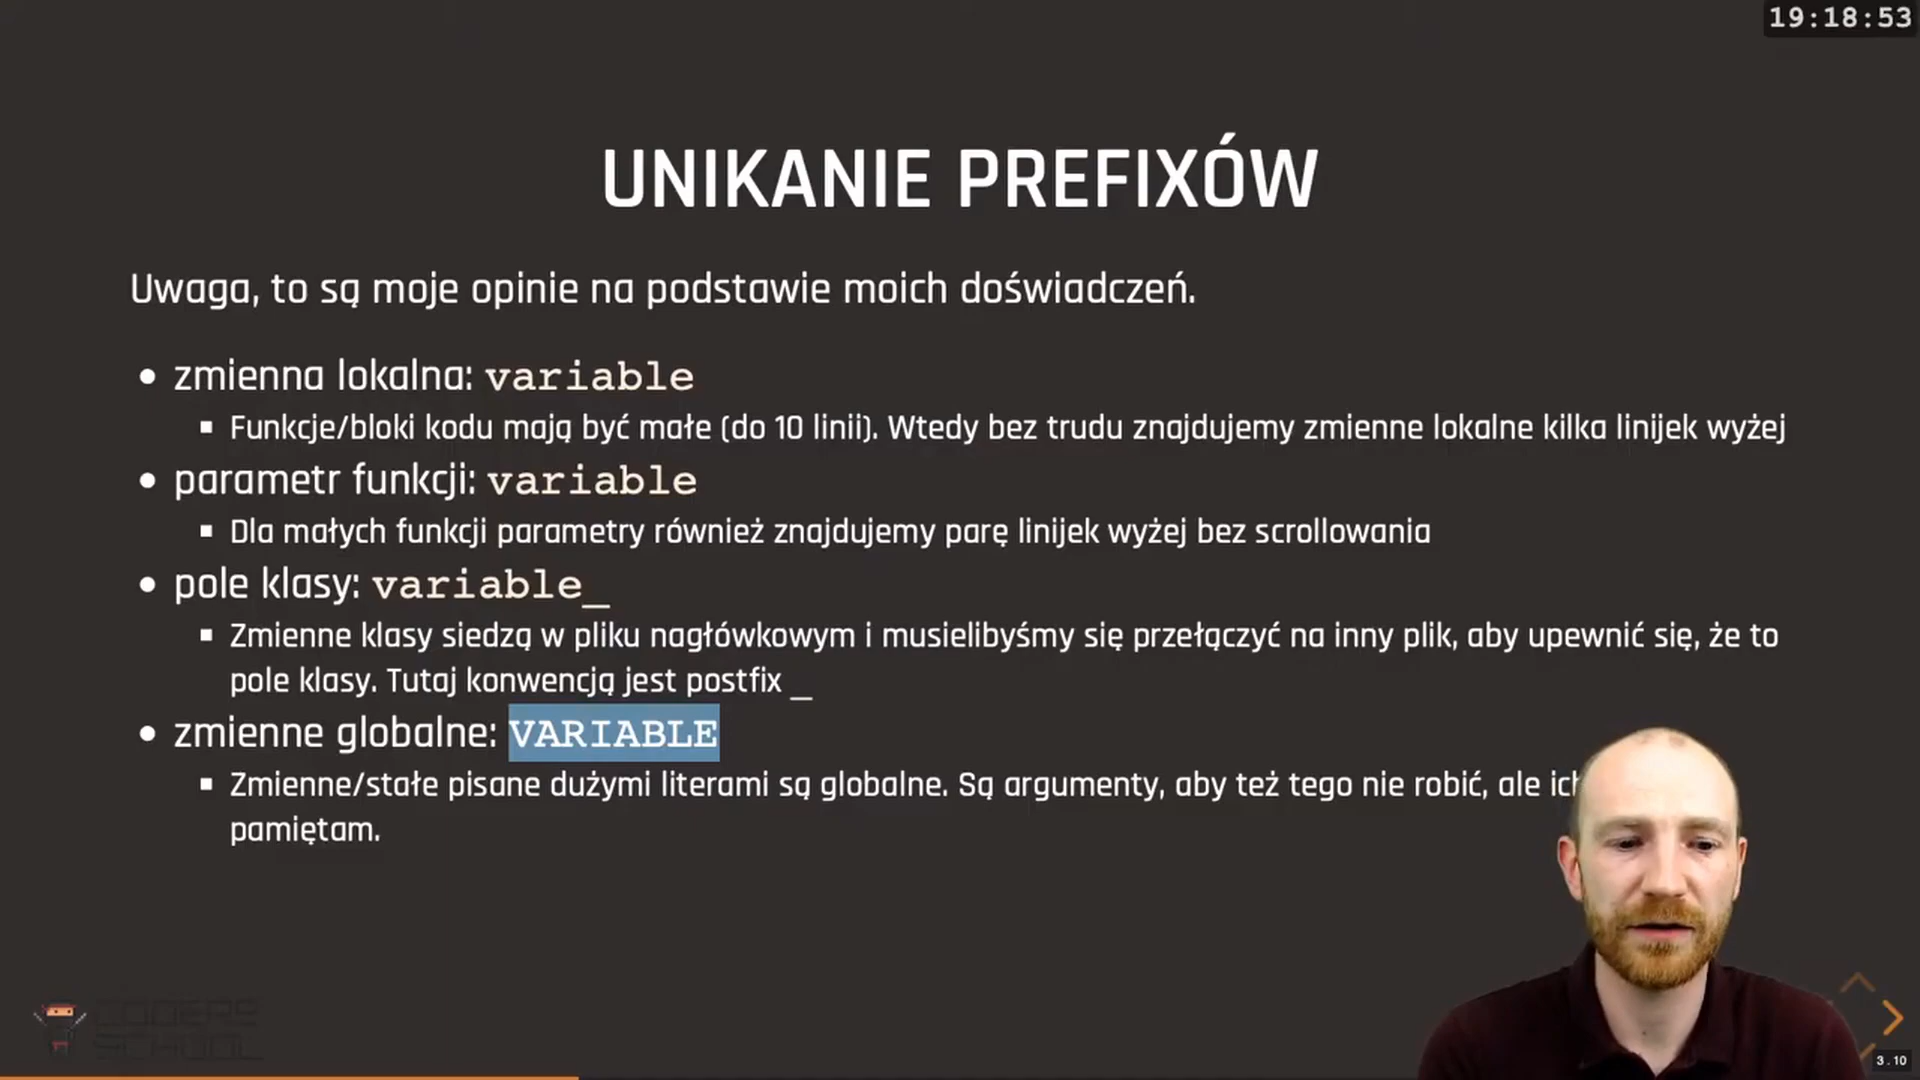 19:18:53
UNIKANIE PREFIXÓW
Uwaga, to są moje opinie na podstawie moich doświadczeń.
• zmienna lokalna: variable
▪ Funkcje/bloki kodu mają być małe (do 10 linii). Wtedy bez trudu znajdujemy zmienne lokalne kilka linijek wyżej
• parametr funkcji: variable
▪ Dla małych funkcji parametry również znajdujemy parę linijek wyżej bez scrollowania
• pole klasy: variable_
▪ Zmienne klasy siedzą w pliku nagłówkowym i musielibyśmy się przełączyć na inny plik, aby upewnić się, że to
pole klasy. Tutaj konwencją jest postfix _
• zmienne globalne: VARIABLE
▪ Zmienne/stałe pisane dużymi literami są globalne. Są argumenty, aby też tego nie robić, ale
pamiętam.
CODERS
SCHOOL
3.10